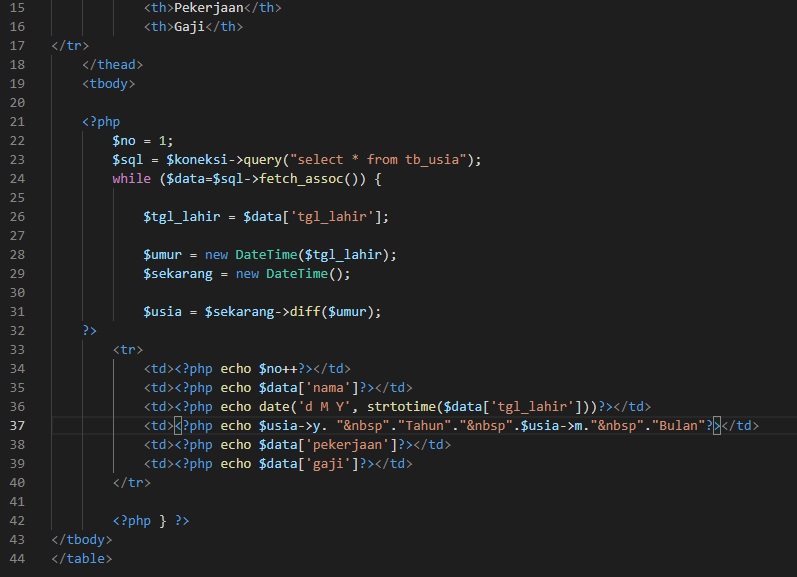 15 <th>Pekerjaan</th>
16 <th>Gaji</th>
17 </tr>
18 </thead>
19 <tbody>
20
21 <?php
22 $no = 1;
23 $sql = $koneksi->query("select * from tb_usia");
24 while ($data=$sql->fetch_assoc()) {
25
26 $tgl_lahir = $data['tgl_lahir'];
27
28 $umur = new DateTime($tgl_lahir);
29 $sekarang = new DateTime();
30
31 $usia = $sekarang->diff($umur);
32 ?>
33 <tr>
34 <td><?php echo $no++?></td>
35 <td><?php echo $data['nama']?></td>
36 <td><?php echo date('d M Y', strtotime($data['tgl_lahir']))?></td>
37 <td><?php echo $usia->y. "&nbsp"."Tahun"."&nbsp".$usia->m."&nbsp"."Bulan"?></td>
38 <td><?php echo $data['pekerjaan']?></td>
39 <td><?php echo $data['gaji']?></td>
40 </tr>
41
42 <?php } ?>
43 </tbody>
44 </table>